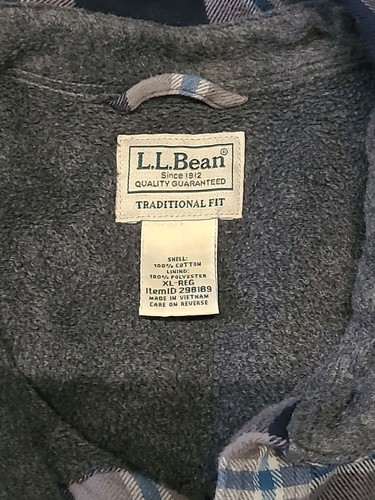 L.L.Bean®
Since 1912
QUALITY GUARANTEED
TRADITIONAL FIT
SHELL:
100% COTTON
LINING:
100% POLYESTER
XL-REG
ItemID 298189
MADE IN VIETNAM
CARE ON REVERSE